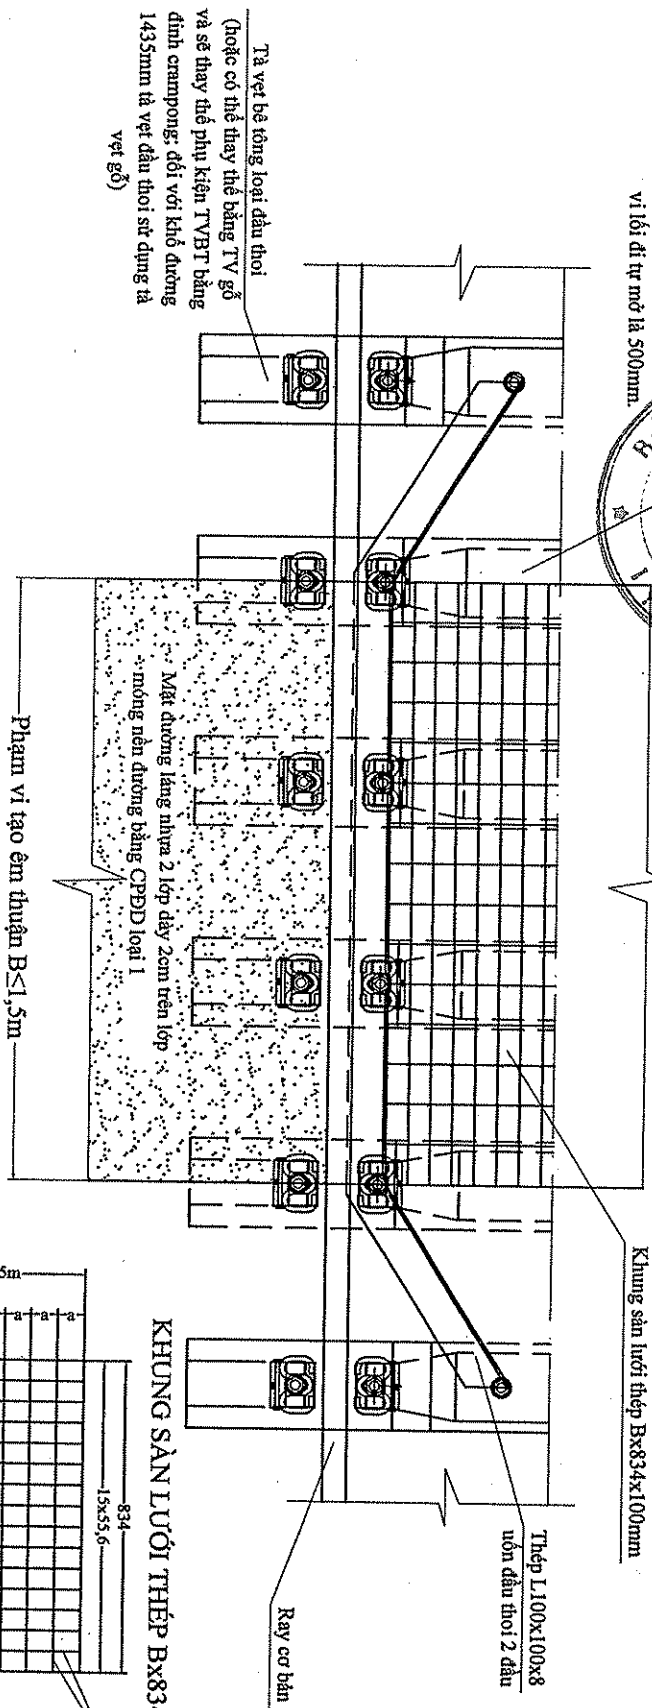 vi lối đi tự mở là 500mm.
Khung sàn lưới thép Bx834x100mm
Thép L100x100x8
uốn đầu thoi 2 đầu
Ray cơ bản
Tà vẹt bê tông loại đầu thoi
(hoặc có thể thay thế bằng TV gỗ
và sẽ thay thế phụ kiện TVBT bằng
đinh crampong; đối với khổ đường
1435mm tà vẹt đầu thoi sử dụng tà
vẹt gỗ)
Mặt đường láng nhựa 2 lớp dày 2cm trên lớp
móng nền đường bằng CPĐD loại 1
Phạm vi tạo êm thuận B≤1,5m
KHUNG SÀN LƯỚI THÉP Bx83
834
15x55,6
5m
a
a
a